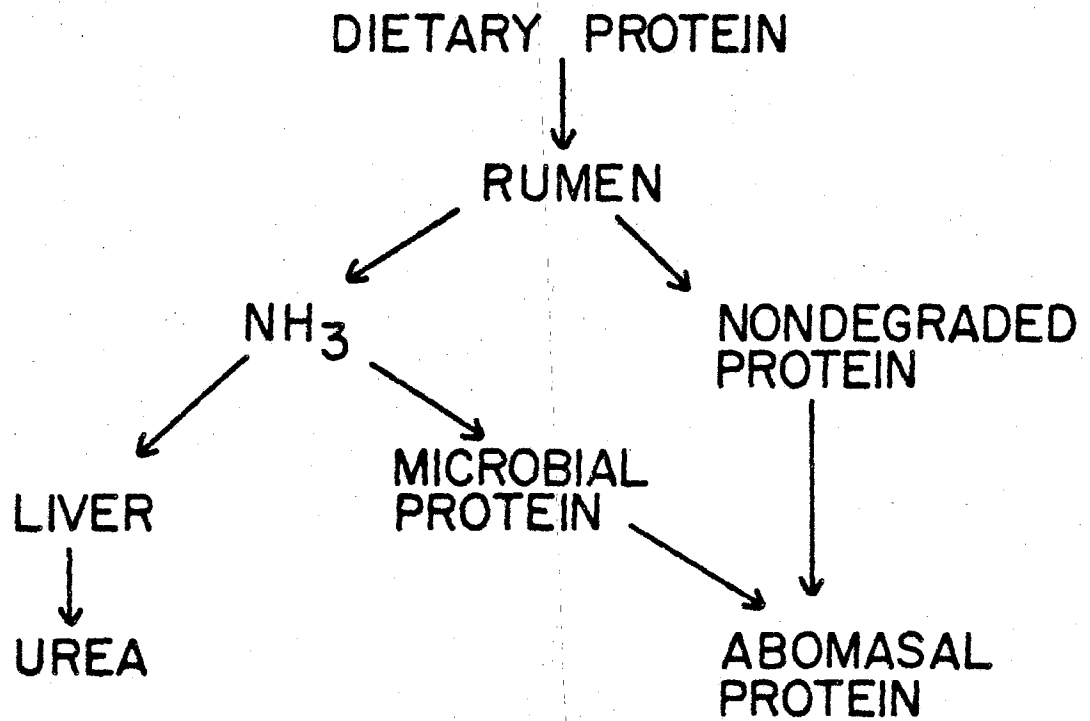 DIETARY PROTEIN
RUMEN
NH3
NONDEGRADED
PROTEIN
MICROBIAL
PROTEIN
LIVER
UREA
ABOMASAL
PROTEIN